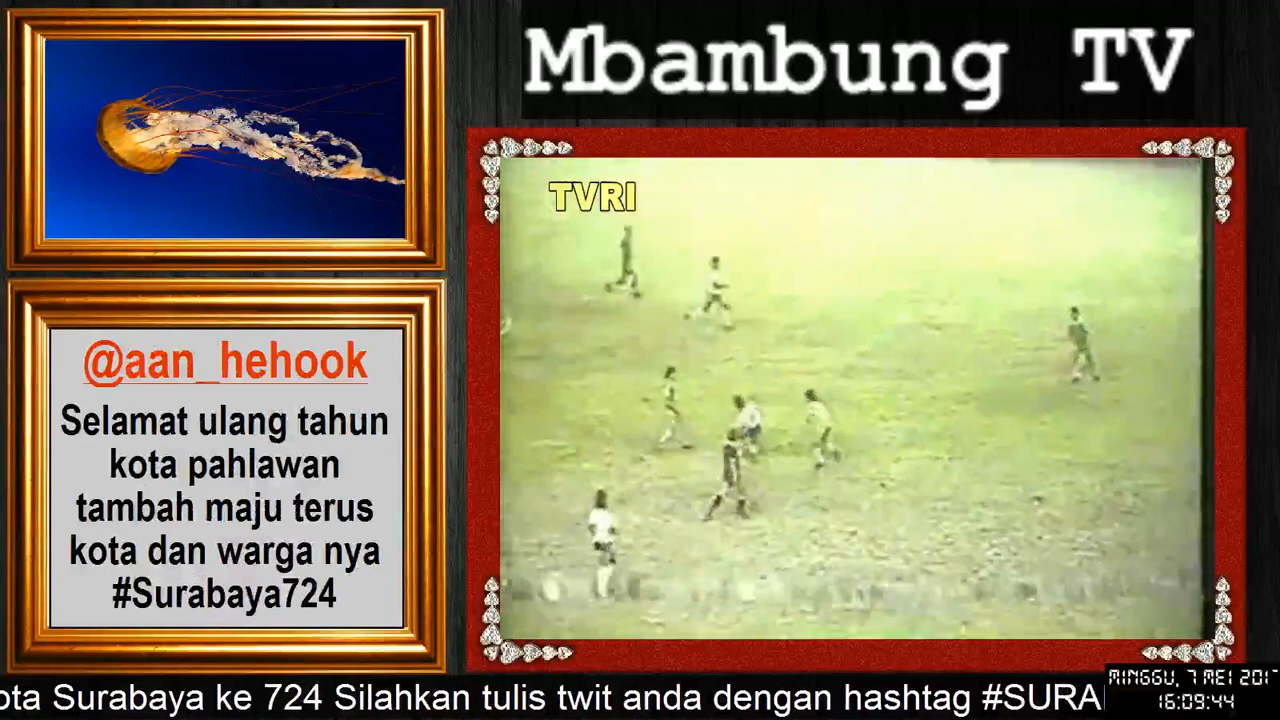 Mbambung TV
TVRI
@aan_hehook
Selamat ulang tahun
kota pahlawan
tambah maju terus
kota dan warga nya
#Surabaya724
ota Surabaya ke 724 Silahkan tulis twit anda dengan hashtag #SURA
MINGGU, 7 MEI 2017
16:09:44